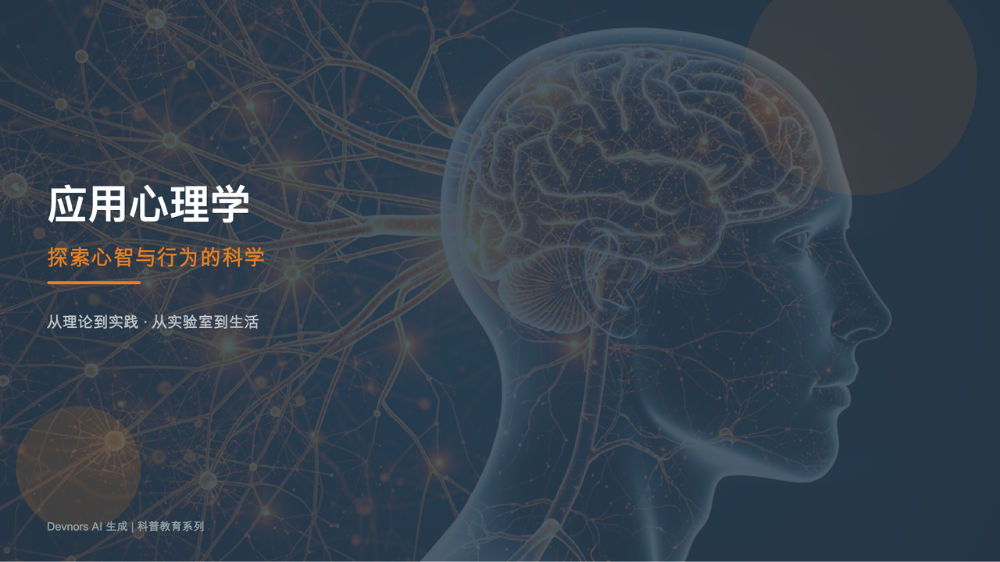 应用心理学
探索心智与行为的科学
从理论到实践 · 从实验室到生活
Devnors AI 生成 | 科普教育系列